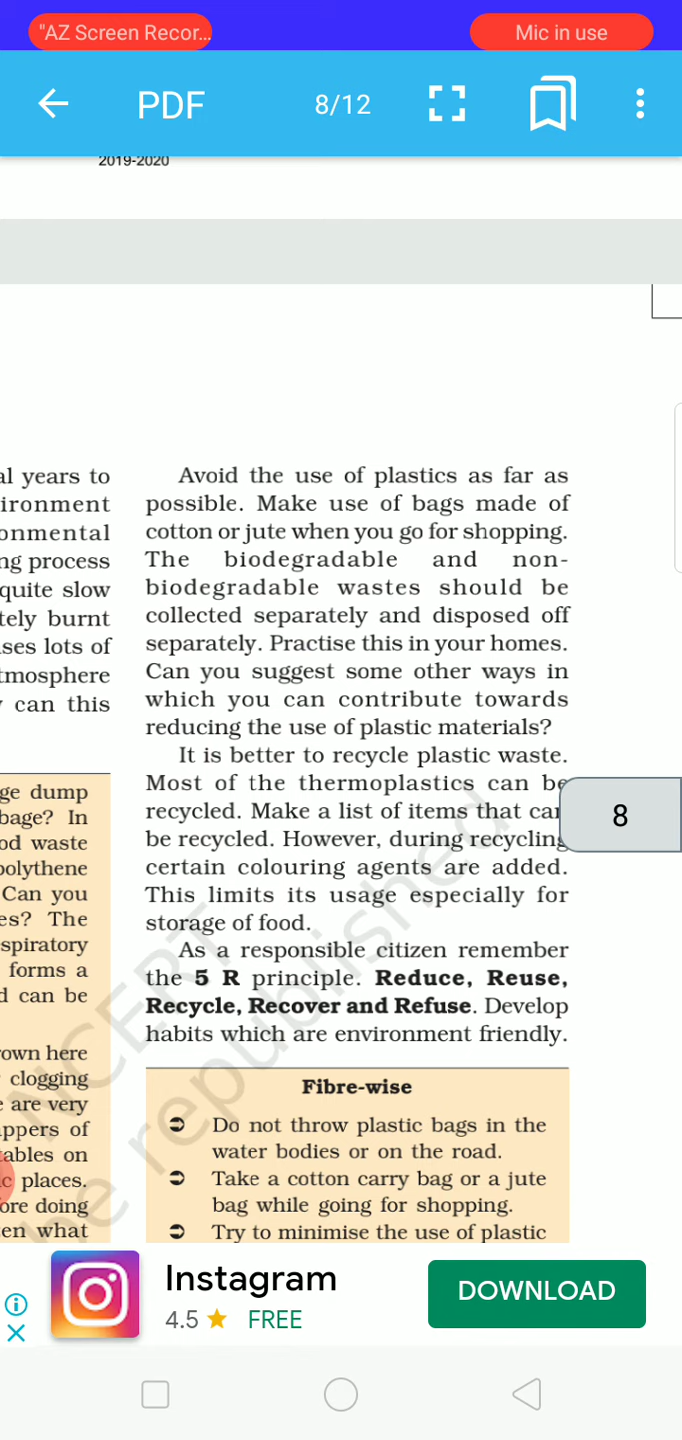 "AZ Screen Recor...
Mic in use
PDF
8/12
2019-2020
al years to
ironment
onmental
ng process
quite slow
tely burnt
ses lots of
tmosphere
can this
ge dump
bage? In
od waste
polythene
Can you
es? The
spiratory
forms a
d can be
own here
clogging
e are very
ppers of
tables on
ic places.
ore doing
en what
Avoid the use of plastics as far as
possible. Make use of bags made of
cotton or jute when you go for shopping.
The biodegradable and non-
biodegradable wastes should be
collected separately and disposed off
separately. Practise this in your homes.
Can you suggest some other ways in
which you can contribute towards
reducing the use of plastic materials?
It is better to recycle plastic waste.
Most of the thermoplastics can be
recycled. Make a list of items that can
be recycled. However, during recycling
certain colouring agents are added.
This limits its usage especially for
storage of food.
As a responsible citizen remember
the 5 R principle. Reduce, Reuse,
Recycle, Recover and Refuse. Develop
habits which are environment friendly.
Fibre-wise
➲ Do not throw plastic bags in the
water bodies or on the road.
➲ Take a cotton carry bag or a jute
bag while going for shopping.
➲ Try to minimise the use of plastic
8
NCERT
be republished
Instagram
4.5 ★ FREE
DOWNLOAD